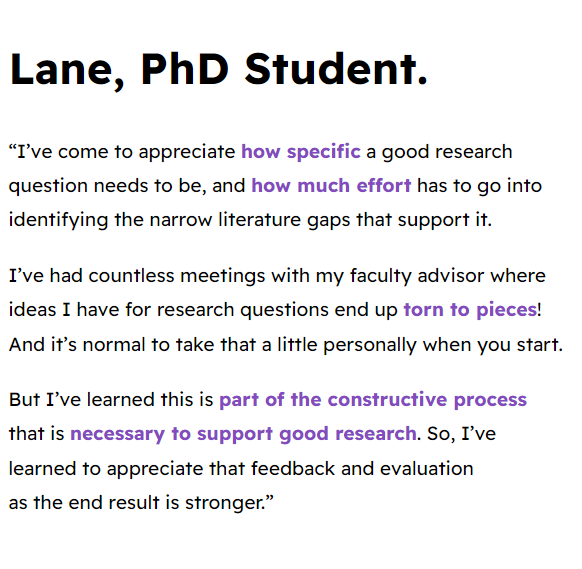 Lane, PhD Student.
“I’ve come to appreciate how specific a good research
question needs to be, and how much effort has to go into
identifying the narrow literature gaps that support it.
I’ve had countless meetings with my faculty advisor where
ideas I have for research questions end up torn to pieces!
And it’s normal to take that a little personally when you start.
But I’ve learned this is part of the constructive process
that is necessary to support good research. So, I’ve
learned to appreciate that feedback and evaluation
as the end result is stronger.”